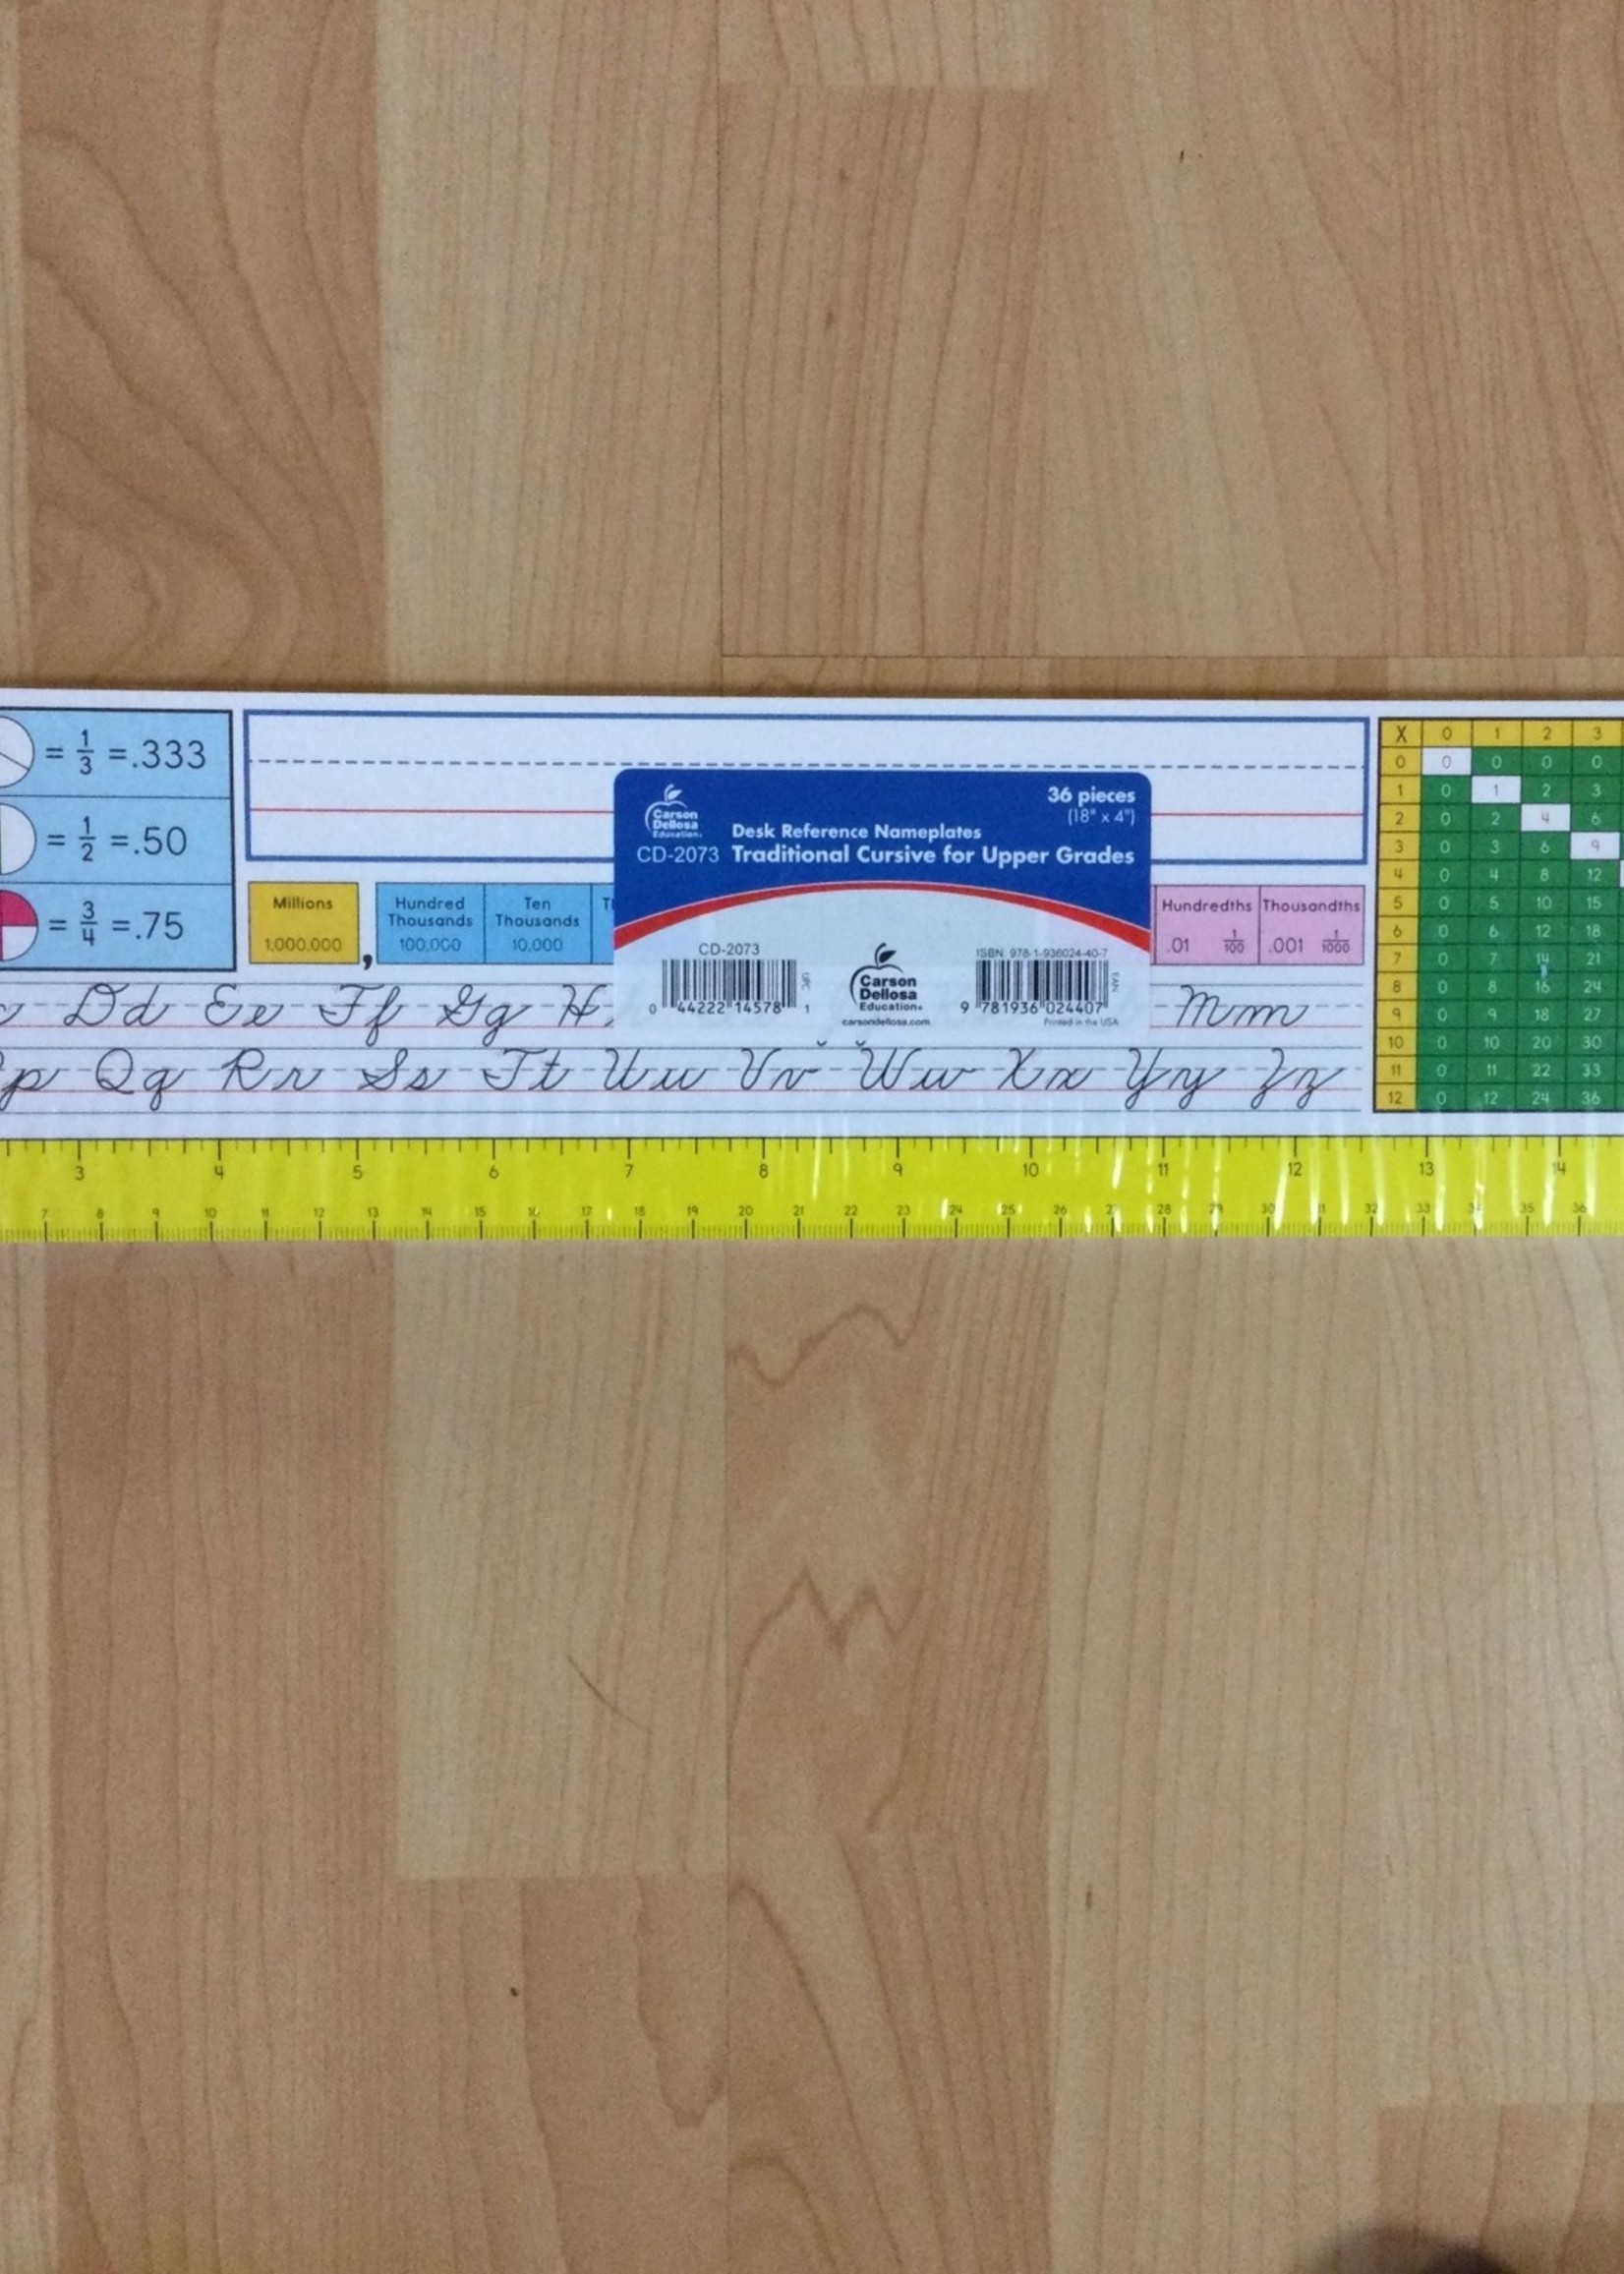 = 1/3 = .333
= 1/2 = .50
= 3/4 = .75
Carson
Dellosa
Education
36 pieces
(18" x 4")
Desk Reference Nameplates
CD-2073 Traditional Cursive for Upper Grades
Millions
1,000,000
,
Hundred
Thousands
100,000
Ten
Thousands
10,000
Hundredths
.01 1/100
Thousandths
.001 1/1000
CD-2073
0 44222 14578 1
UPC
Carson
Dellosa
Education
carsondellosa.com
ISBN 978-1-936024-40-7
9 781936 024407
EAN
Printed in the USA
Dd Ee Ff Gg H
Mm
p Qq Rr Ss Tt Uu Vv Ww Xx Yy Zz
X 0 1 2 3
0 0 0 0 0
1 0 1 2 3
2 0 2 4 6
3 0 3 6 9
4 0 4 8 12
5 0 5 10 15
6 0 6 12 18
7 0 7 14 21
8 0 8 16 24
9 0 9 18 27
10 0 10 20 30
11 0 11 22 33
12 0 12 24 36
3 4 5 6 7 8 9 10 11 12 13 14
7 8 9 10 11 12 13 14 15 16 17 18 19 20 21 22 23 24 25 26 27 28 29 30 31 32 33 34 35 36